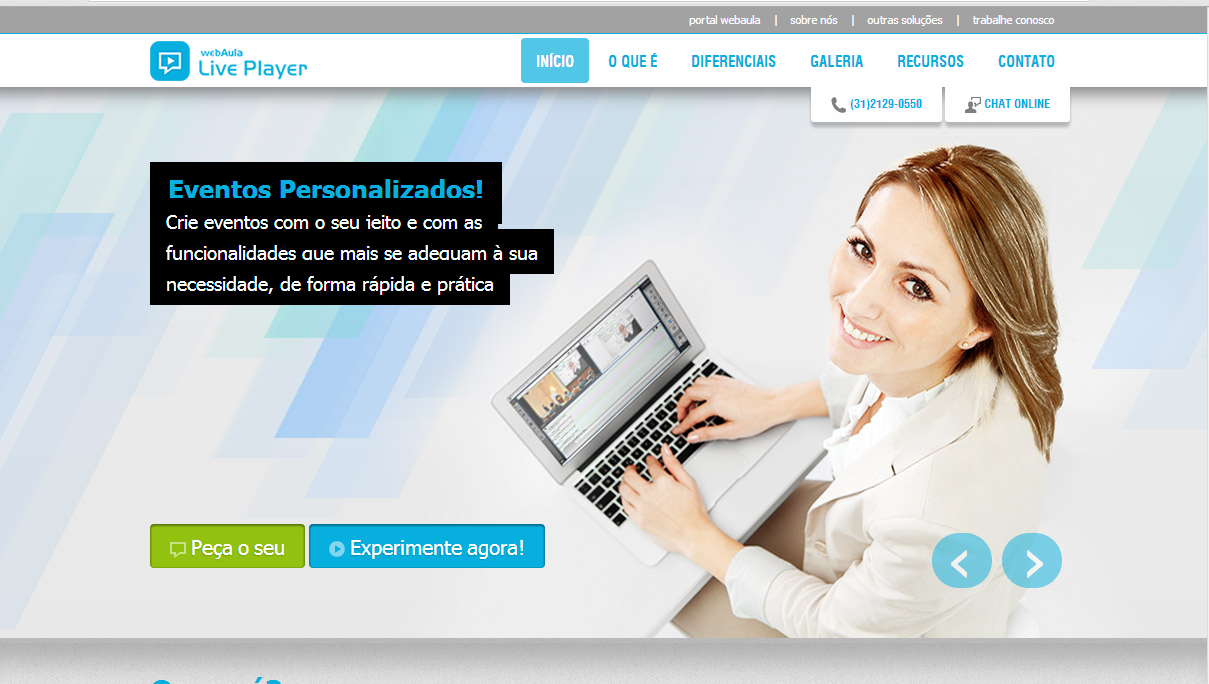 portal webaula | sobre nós | outras soluções | trabalhe conosco
webAula
Live Player
INÍCIO O QUE É DIFERENCIAIS GALERIA RECURSOS CONTATO
(31)2129-0550 CHAT ONLINE
Eventos Personalizados!
Crie eventos com o seu jeito e com as
funcionalidades que mais se adequam à sua
necessidade, de forma rápida e prática
Peça o seu Experimente agora!